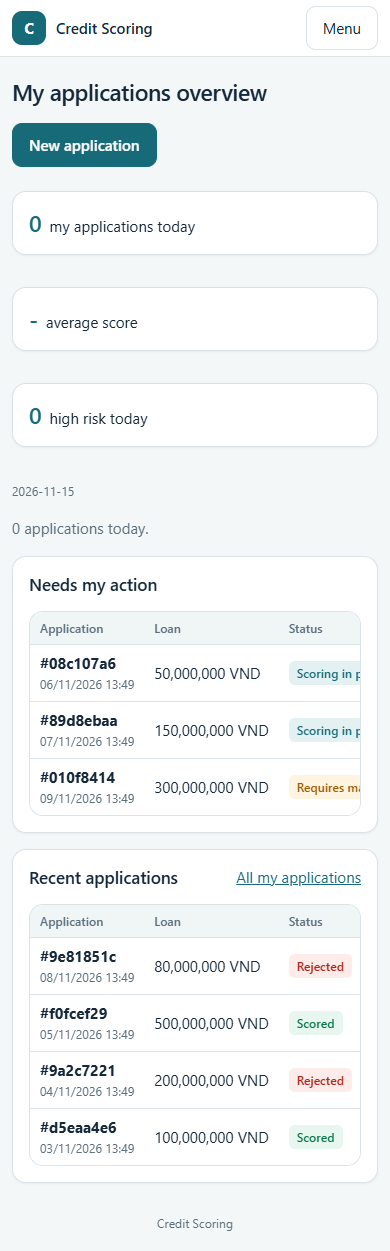 C Credit Scoring Menu
My applications overview
New application
0 my applications today
- average score
0 high risk today
2026-11-15
0 applications today.
Needs my action
Application Loan Status
#08c107a6
06/11/2026 13:49 50,000,000 VND Scoring in p
#89d8ebaa
07/11/2026 13:49 150,000,000 VND Scoring in p
#010f8414
09/11/2026 13:49 300,000,000 VND Requires ma
Recent applications All my applications
Application Loan Status
#9e81851c
08/11/2026 13:49 80,000,000 VND Rejected
#f0fcef29
05/11/2026 13:49 500,000,000 VND Scored
#9a2c7221
04/11/2026 13:49 200,000,000 VND Rejected
#d5eaa4e6
03/11/2026 13:49 100,000,000 VND Scored
Credit Scoring